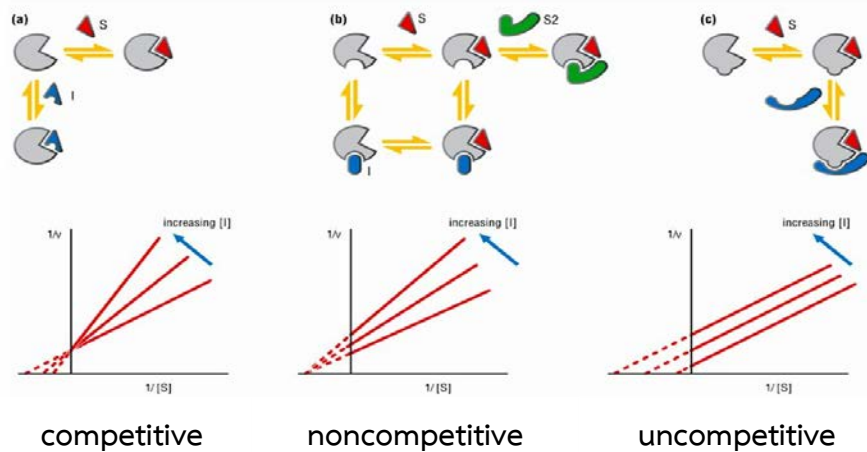 (a)
S
I
(b)
S
S2
I
(c)
S
increasing [I]
1/v
1/ [S]
increasing [I]
1/v
1/ [S]
increasing [I]
1/v
1/ [S]
competitive
noncompetitive
uncompetitive